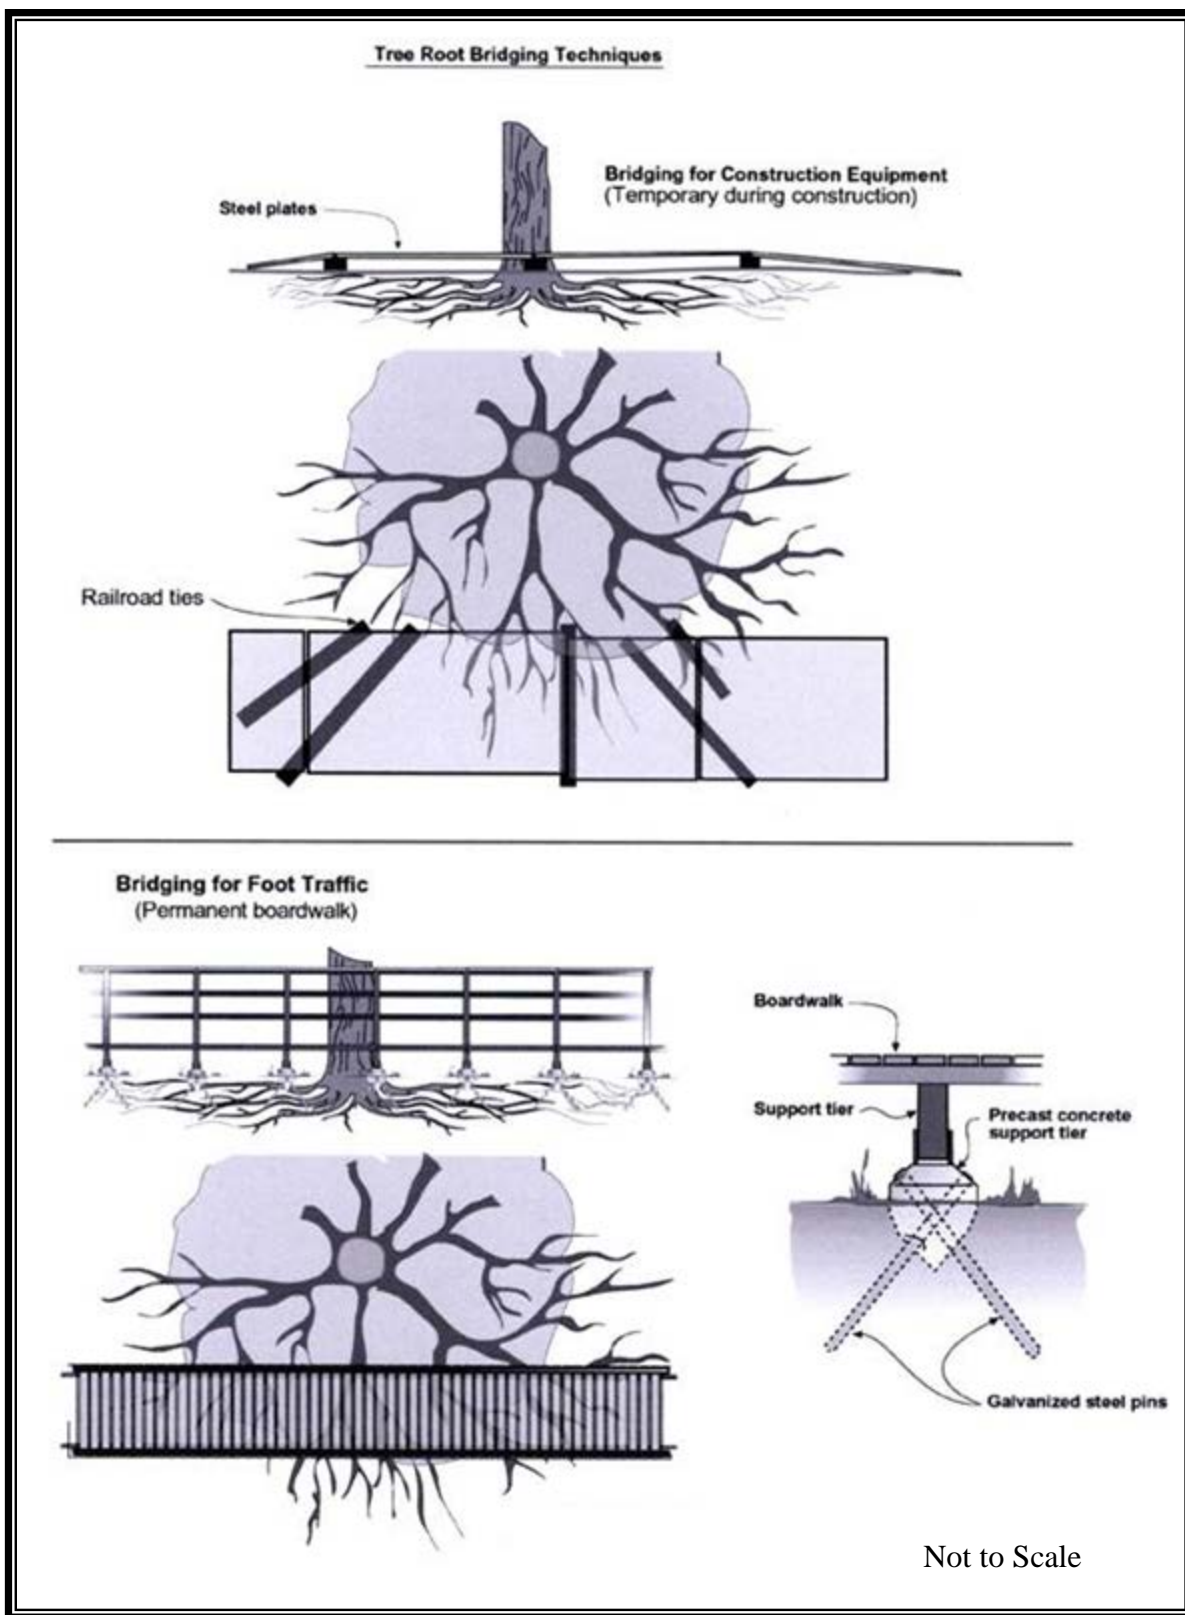 Tree Root Bridging Techniques
Bridging for Construction Equipment
(Temporary during construction)
Steel plates
Railroad ties
Bridging for Foot Traffic
(Permanent boardwalk)
Boardwalk
Support tier
Precast concrete
support tier
Galvanized steel pins
Not to Scale